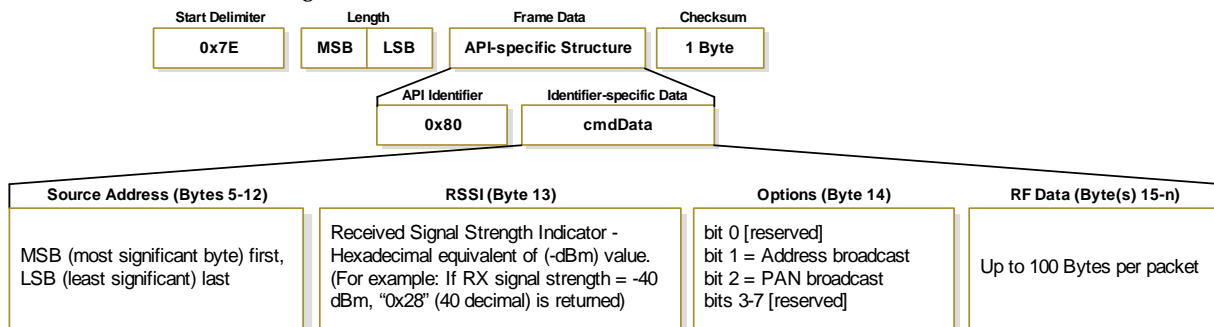 Start Delimiter
Length
Frame Data
Checksum
0x7E
MSB
LSB
API-specific Structure
1 Byte
API Identifier
Identifier-specific Data
0x80
cmdData
Source Address (Bytes 5-12)
RSSI (Byte 13)
Options (Byte 14)
RF Data (Byte(s) 15-n)
MSB (most significant byte) first,
LSB (least significant) last
Received Signal Strength Indicator -
Hexadecimal equivalent of (-dBm) value.
(For example: If RX signal strength = -40
dBm, “0x28” (40 decimal) is returned)
bit 0 [reserved]
bit 1 = Address broadcast
bit 2 = PAN broadcast
bits 3-7 [reserved]
Up to 100 Bytes per packet